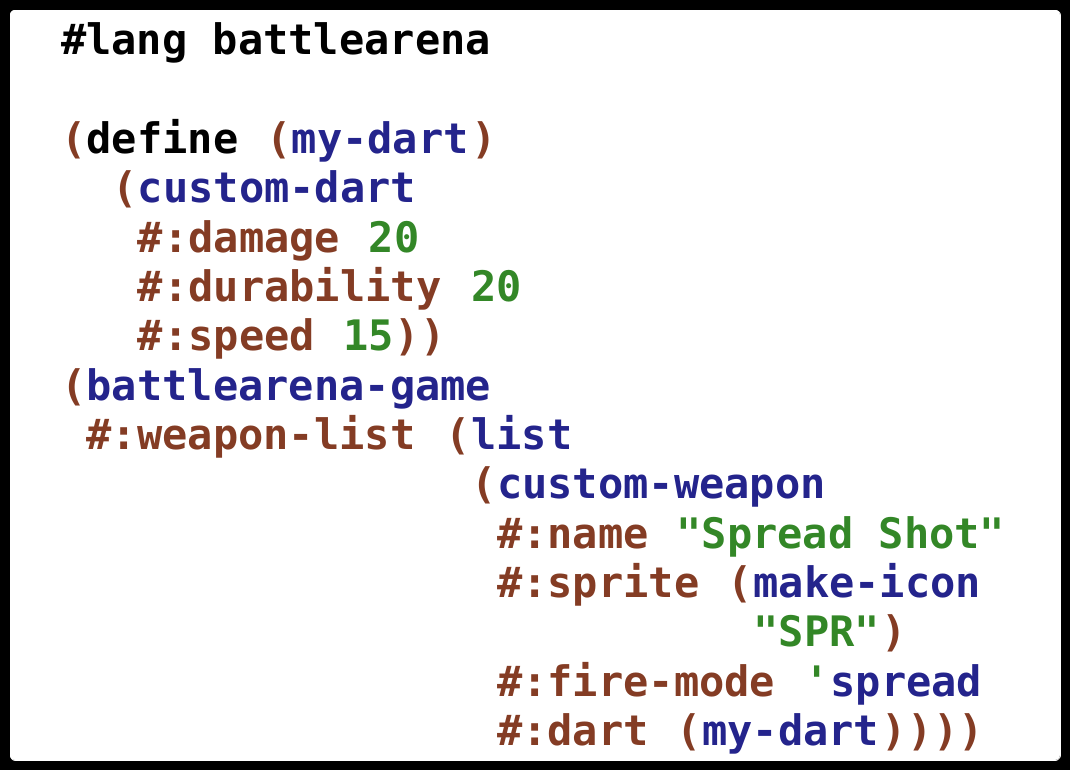 #lang battlearena
(define (my-dart)
(custom-dart
#:damage 20
#:durability 20
#:speed 15))
(battlearena-game
#:weapon-list (list
(custom-weapon
#:name "Spread Shot"
#:sprite (make-icon
"SPR")
#:fire-mode 'spread
#:dart (my-dart))))